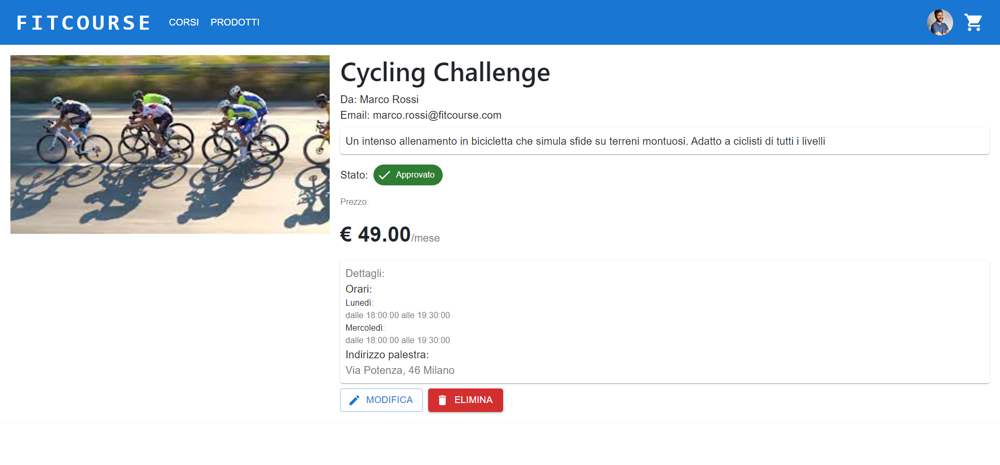 FITCOURSE CORSI PRODOTTI
Cycling Challenge
Da: Marco Rossi
Email: marco.rossi@fitcourse.com
Un intenso allenamento in bicicletta che simula sfide su terreni montuosi. Adatto a ciclisti di tutti i livelli
Stato: Approvato
Prezzo:
€ 49.00/mese
Dettagli:
Orari:
Lunedì:
dalle 18:00:00 alle 19:30:00
Mercoledì:
dalle 18:00:00 alle 19:30:00
Indirizzo palestra:
Via Potenza, 46 Milano
MODIFICA ELIMINA